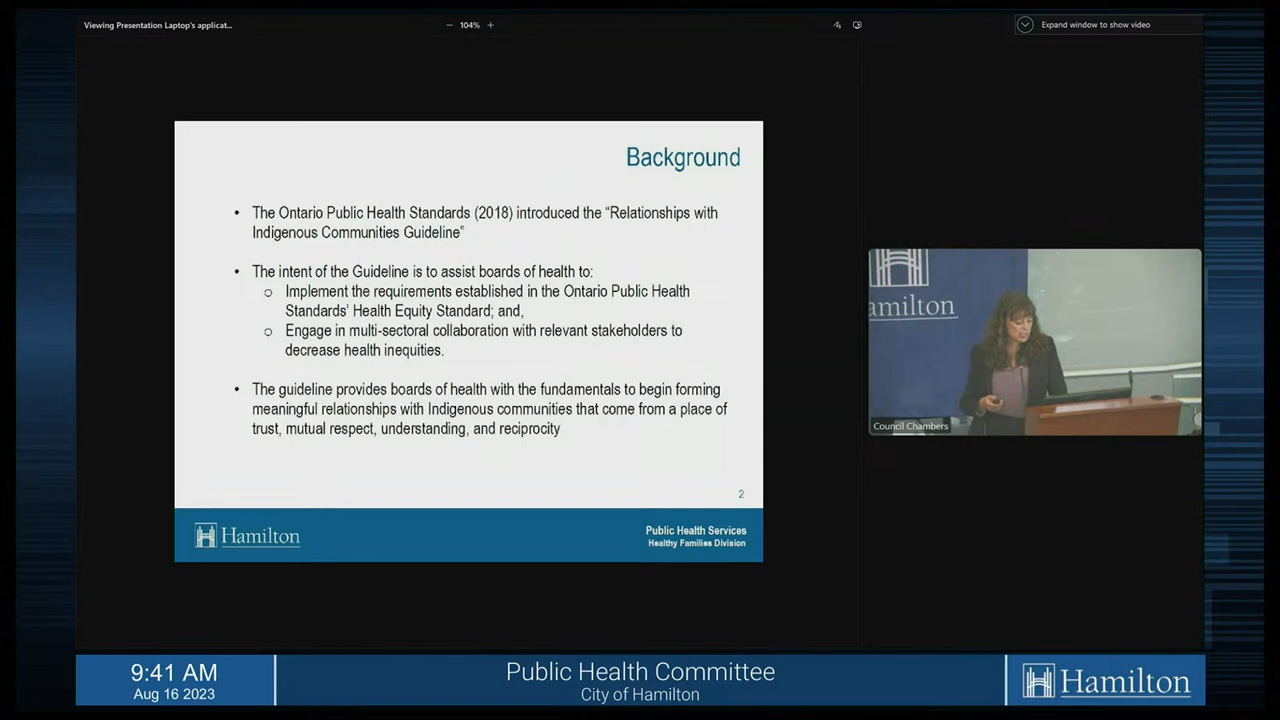 Viewing Presentation Laptop's applicat...
104%
Expand window to show video
Background
• The Ontario Public Health Standards (2018) introduced the “Relationships with
Indigenous Communities Guideline”
• The intent of the Guideline is to assist boards of health to:
○ Implement the requirements established in the Ontario Public Health
Standards’ Health Equity Standard; and,
○ Engage in multi-sectoral collaboration with relevant stakeholders to
decrease health inequities.
• The guideline provides boards of health with the fundamentals to begin forming
meaningful relationships with Indigenous communities that come from a place of
trust, mutual respect, understanding, and reciprocity
2
Hamilton
Public Health Services
Healthy Families Division
amilton
Council Chambers
9:41 AM
Aug 16 2023
Public Health Committee
City of Hamilton
Hamilton